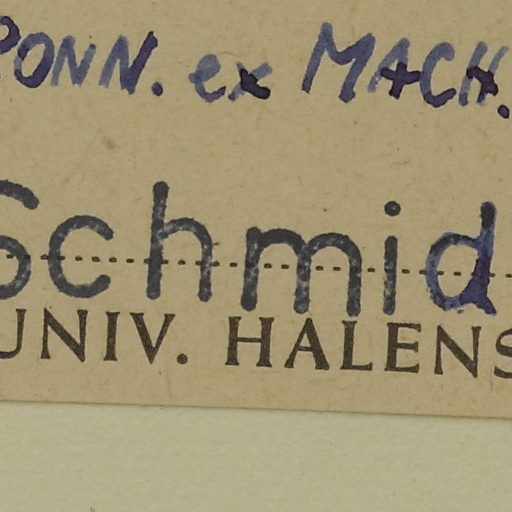 PONN. ex MACH.
Schmid
UNIV. HALENS